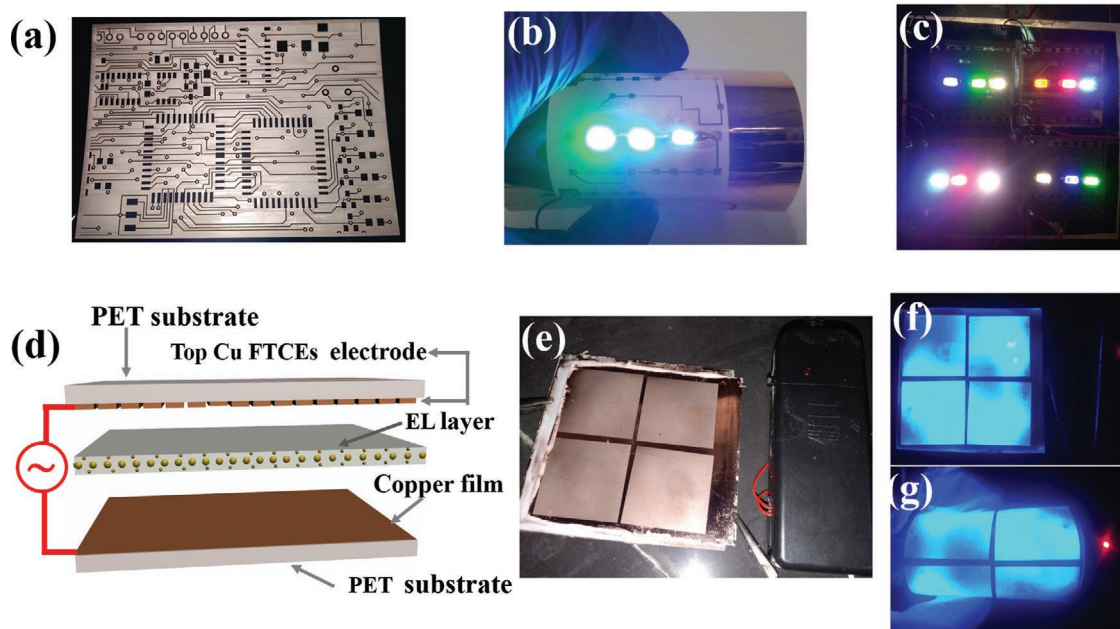 (a)
(b)
(c)
(d)
PET substrate
Top Cu FTCEs electrode
EL layer
Copper film
PET substrate
(e)
(f)
(g)